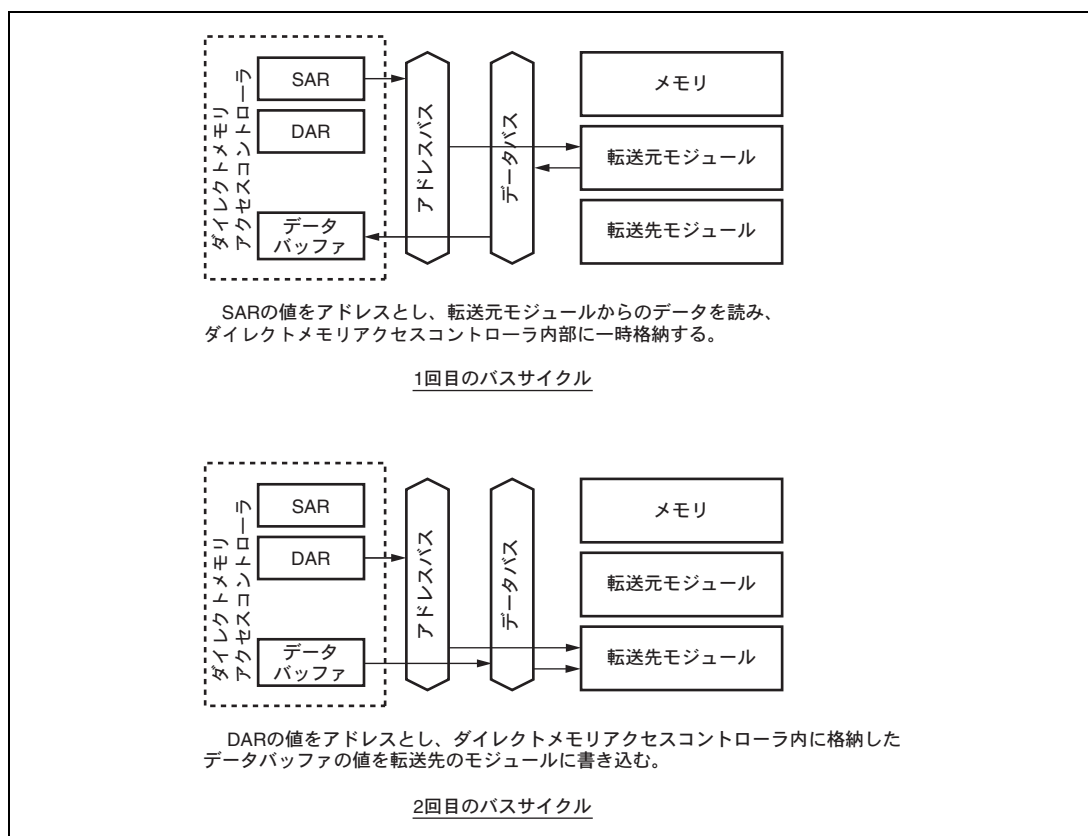 ダイレクトメモリ
アクセスコントローラ
SAR
DAR
データ
バッファ
アドレスバス
データバス
メモリ
転送元モジュール
転送先モジュール
SARの値をアドレスとし、転送元モジュールからのデータを読み、
ダイレクトメモリアクセスコントローラ内部に一時格納する。
1回目のバスサイクル
ダイレクトメモリ
アクセスコントローラ
SAR
DAR
データ
バッファ
アドレスバス
データバス
メモリ
転送元モジュール
転送先モジュール
DARの値をアドレスとし、ダイレクトメモリアクセスコントローラ内に格納した
データバッファの値を転送先のモジュールに書き込む。
2回目のバスサイクル